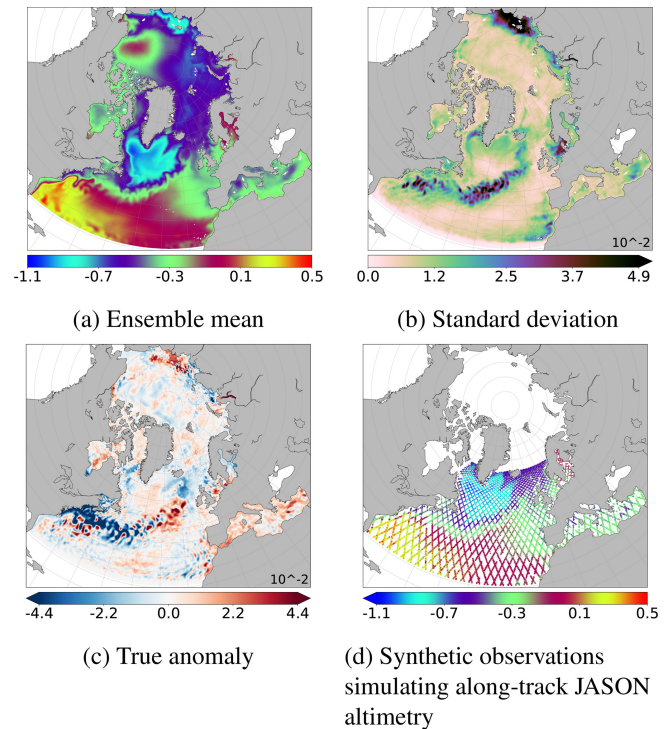 -1.1 -0.7 -0.3 0.1 0.5
(a) Ensemble mean
10^-2
0.0 1.2 2.5 3.7 4.9
(b) Standard deviation
10^-2
-4.4 -2.2 0.0 2.2 4.4
(c) True anomaly
-1.1 -0.7 -0.3 0.1 0.5
(d) Synthetic observations
simulating along-track JASON
altimetry